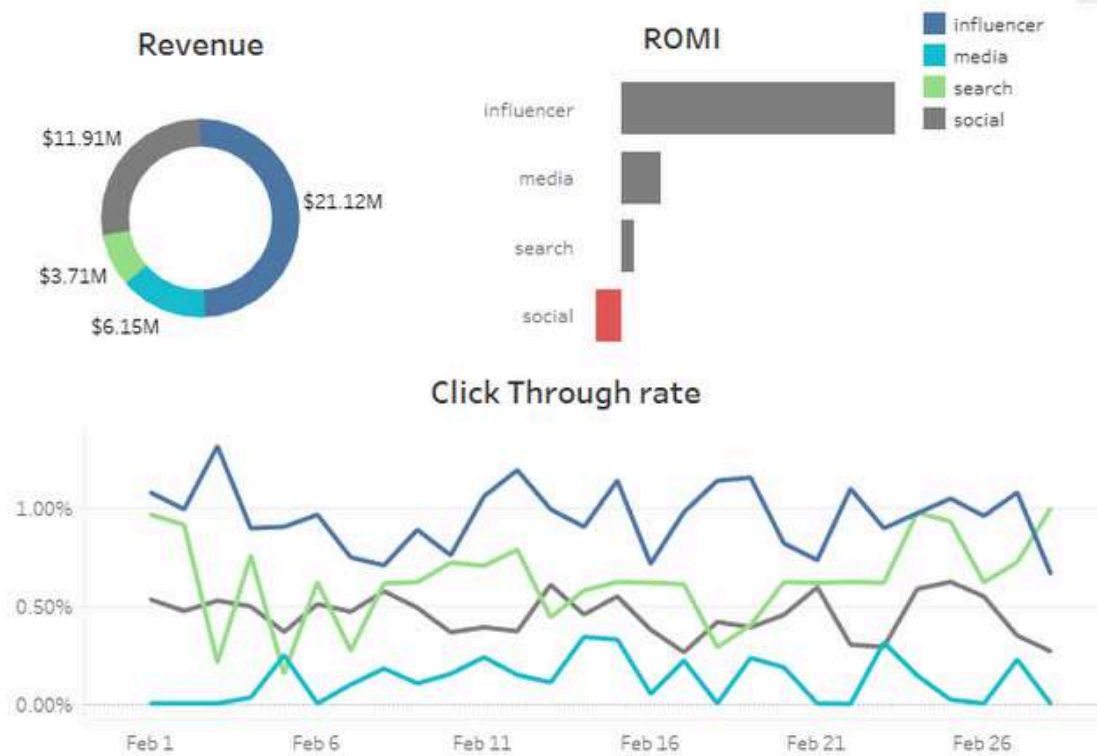 Revenue
$11.91M
$21.12M
$3.71M
$6.15M
ROMI
influencer
media
search
social
influencer
media
search
social
Click Through rate
1.00%
0.50%
0.00%
Feb 1 Feb 6 Feb 11 Feb 16 Feb 21 Feb 26